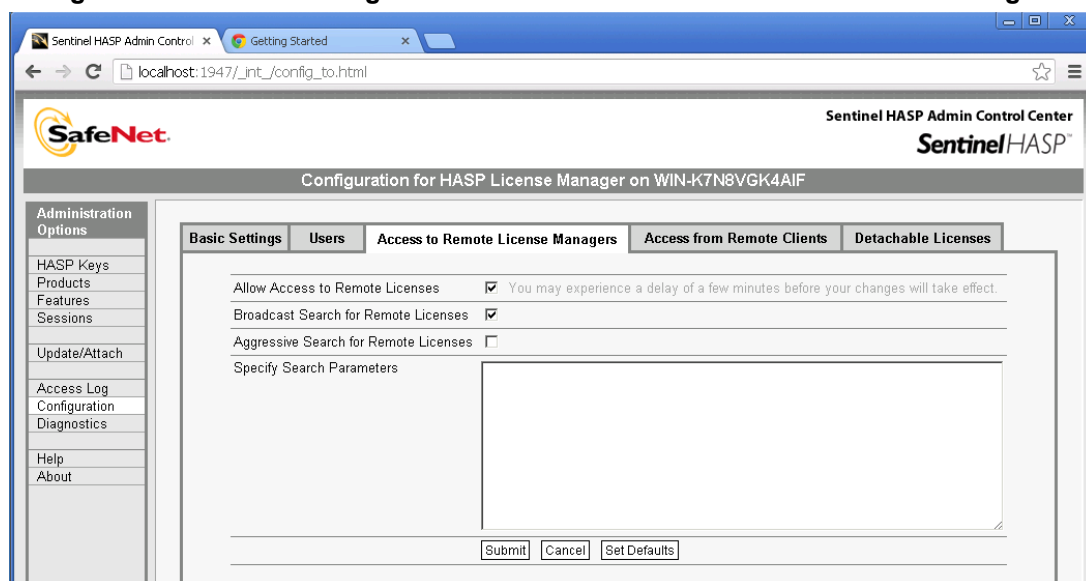 Sentinel HASP Admin Control
Getting Started
localhost:1947/_int_/config_to.html
SafeNet.
Sentinel HASP Admin Control Center
SentinelHASP™
Configuration for HASP License Manager on WIN-K7N8VGK4AIF
Administration
Options
HASP Keys
Products
Features
Sessions
Update/Attach
Access Log
Configuration
Diagnostics
Help
About
Basic Settings
Users
Access to Remote License Managers
Access from Remote Clients
Detachable Licenses
Allow Access to Remote Licenses
You may experience a delay of a few minutes before your changes will take effect.
Broadcast Search for Remote Licenses
Aggressive Search for Remote Licenses
Specify Search Parameters
Submit
Cancel
Set Defaults